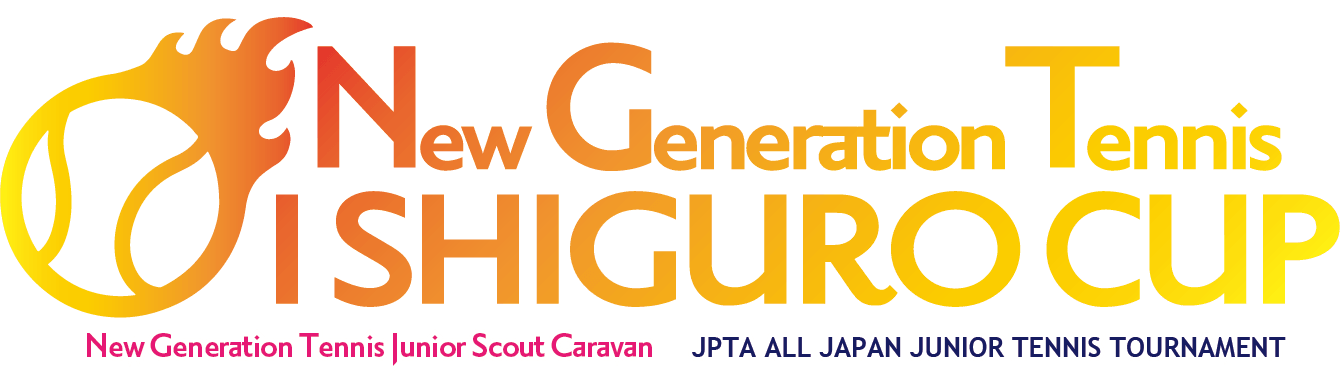 New Generation Tennis
ISHIGURO CUP
New Generation Tennis Junior Scout Caravan JPTA ALL JAPAN JUNIOR TENNIS TOURNAMENT